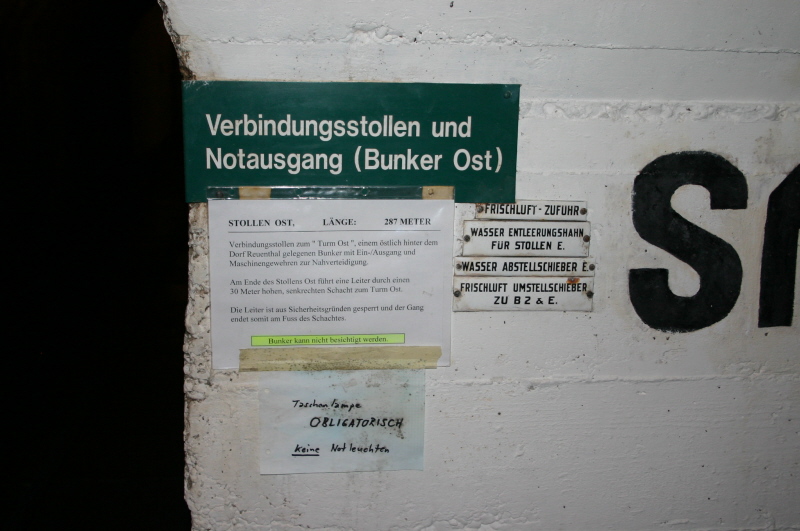 Verbindungsstollen und
Notausgang (Bunker Ost)
STOLLEN OST, LÄNGE: 287 METER
Verbindungsstollen zum " Turm Ost ", einem östlich hinter dem
Dorf Reuenthal gelegenen Bunker mit Ein-/Ausgang und
Maschinengewehren zur Nahverteidigung.
Am Ende des Stollens Ost führt eine Leiter durch einen
30 Meter hohen, senkrechten Schacht zum Turm Ost.
Die Leiter ist aus Sicherheitsgründen gesperrt und der Gang
endet somit am Fuss des Schachtes.
Bunker kann nicht besichtigt werden.
Taschenlampe
OBLIGATORISCH
Keine Notleuchten
FRISCHLUFT - ZUFUHR
WASSER ENTLEERUNGSHAHN
FÜR STOLLEN E.
WASSER ABSTELLSCHIEBER E.
FRISCHLUFT UMSTELLSCHIEBER
ZU B 2 & E.